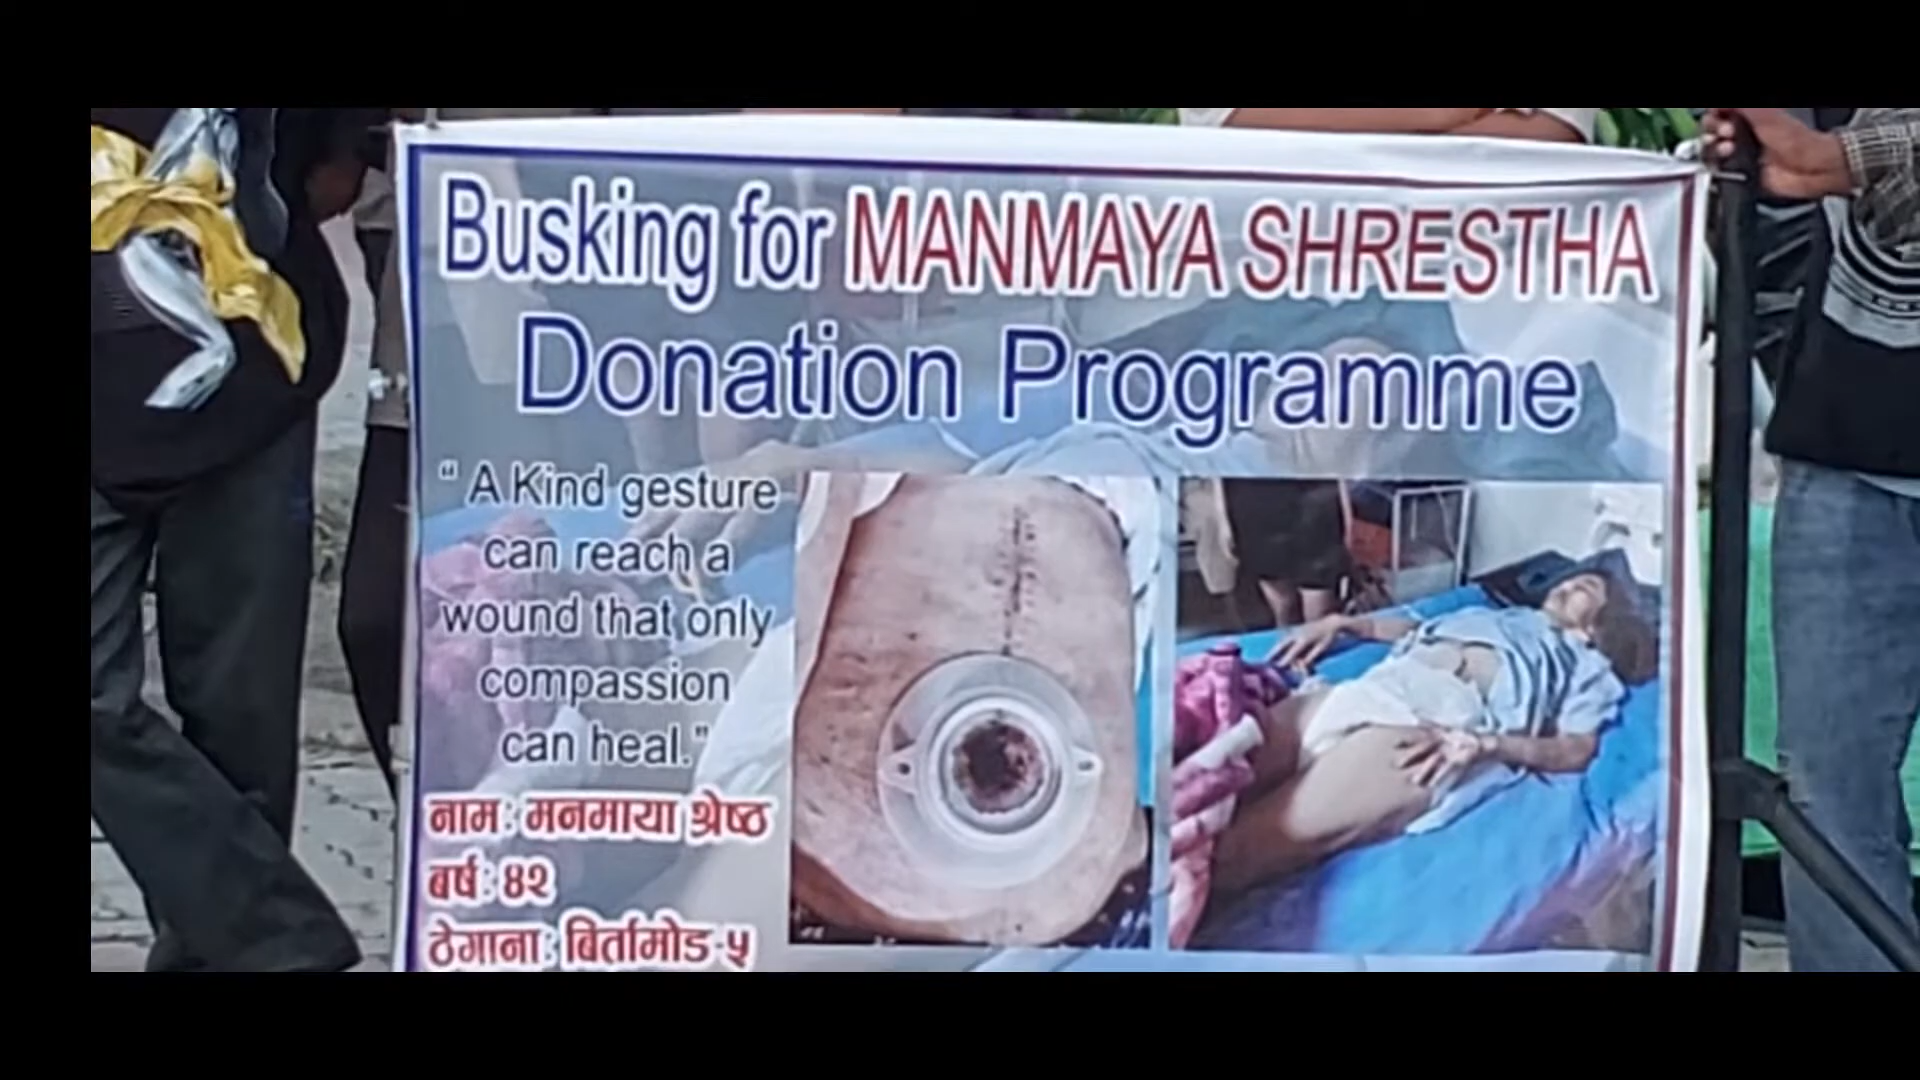 Busking for MANMAYA SHRESTHA
Donation Programme
“ A Kind gesture
can reach a
wound that only
compassion
can heal.”
नाम: मनमाया श्रेष्ठ
बर्ष: ४२
ठेगाना: बिर्तामोड-५